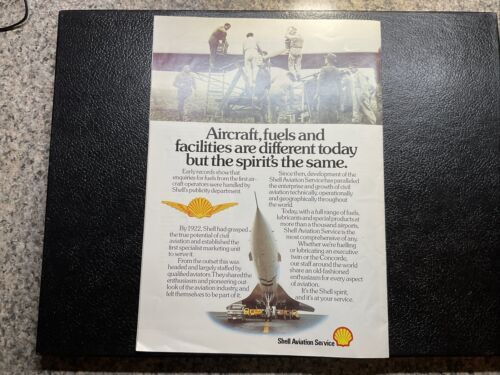 Aircraft, fuels and
facilities are different today
but the spirit's the same.
Early records show that
enquiries for fuels from the first air-
craft operators were handled by
Shell's publicity department.
By 1922, Shell had grasped
the true potential of civil
aviation and established the
first specialist marketing unit
to serve it.
From the outset this was
headed and largely staffed by
qualified aviators. They shared the
enthusiasm and pioneering out-
look of the aviation industry, and
felt themselves to be part of it.
Since then, development of the
Shell Aviation Service has paralleled
the enterprise and growth of civil
aviation technically, operationally
and geographically throughout
the world.
Today, with a full range of fuels,
lubricants and special products at
more than a thousand airports,
Shell Aviation Service is the
most comprehensive of any.
Whether we're fuelling
or lubricating an executive
twin or the Concorde,
our staff around the world
share an old-fashioned
enthusiasm for every aspect
of aviation.
It's the Shell spirit,
and it's at your service.
Shell Aviation Service